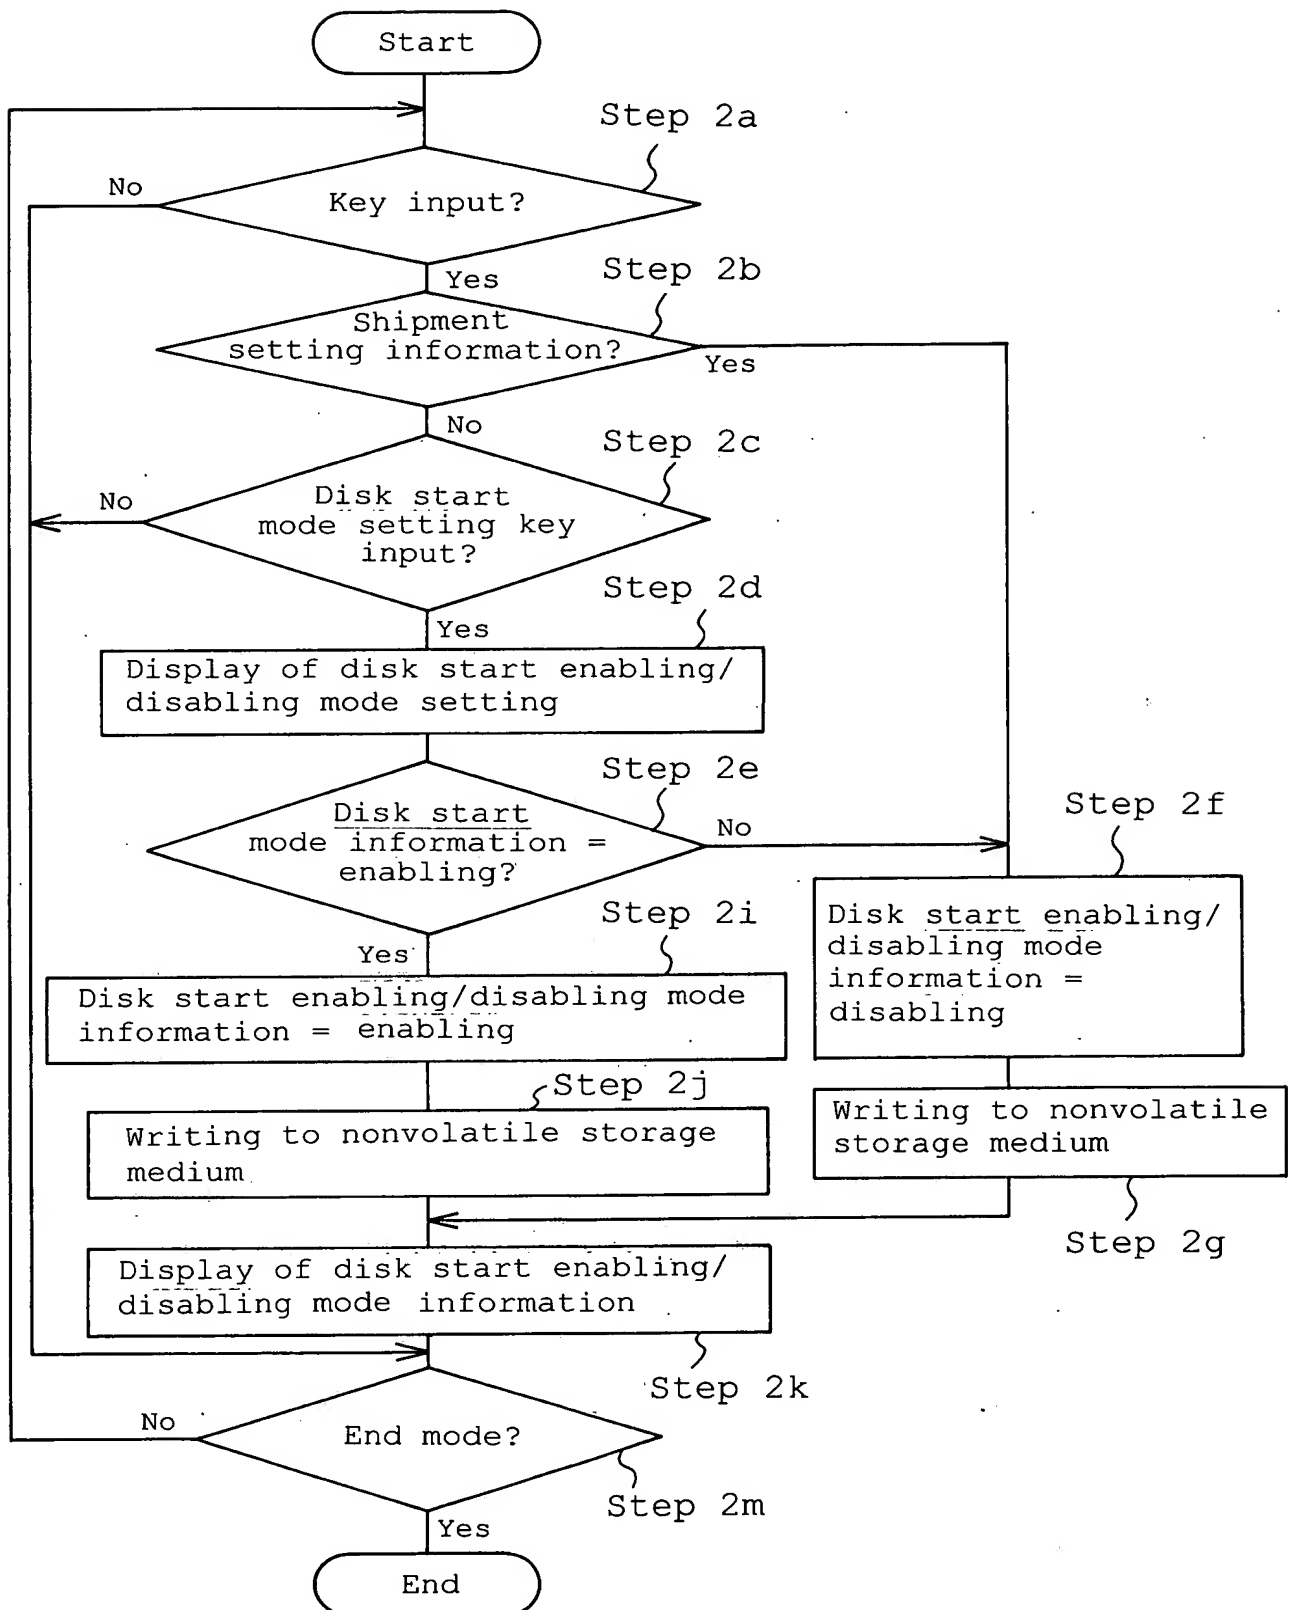 Start
Step 2a
No
Key input?
Yes
Step 2b
Shipment
setting information?
Yes
No
Step 2c
No
Disk start
mode setting key
input?
Step 2d
Yes
Display of disk start enabling/
disabling mode setting
Step 2e
Disk start
mode information =
enabling?
No
Step 2f
Disk start enabling/
disabling mode
information =
disabling
Step 2i
Yes
Disk start enabling/disabling mode
information = enabling
Step 2j
Writing to nonvolatile storage
medium
Writing to nonvolatile
storage medium
Step 2g
Display of disk start enabling/
disabling mode information
Step 2k
No
End mode?
Step 2m
Yes
End